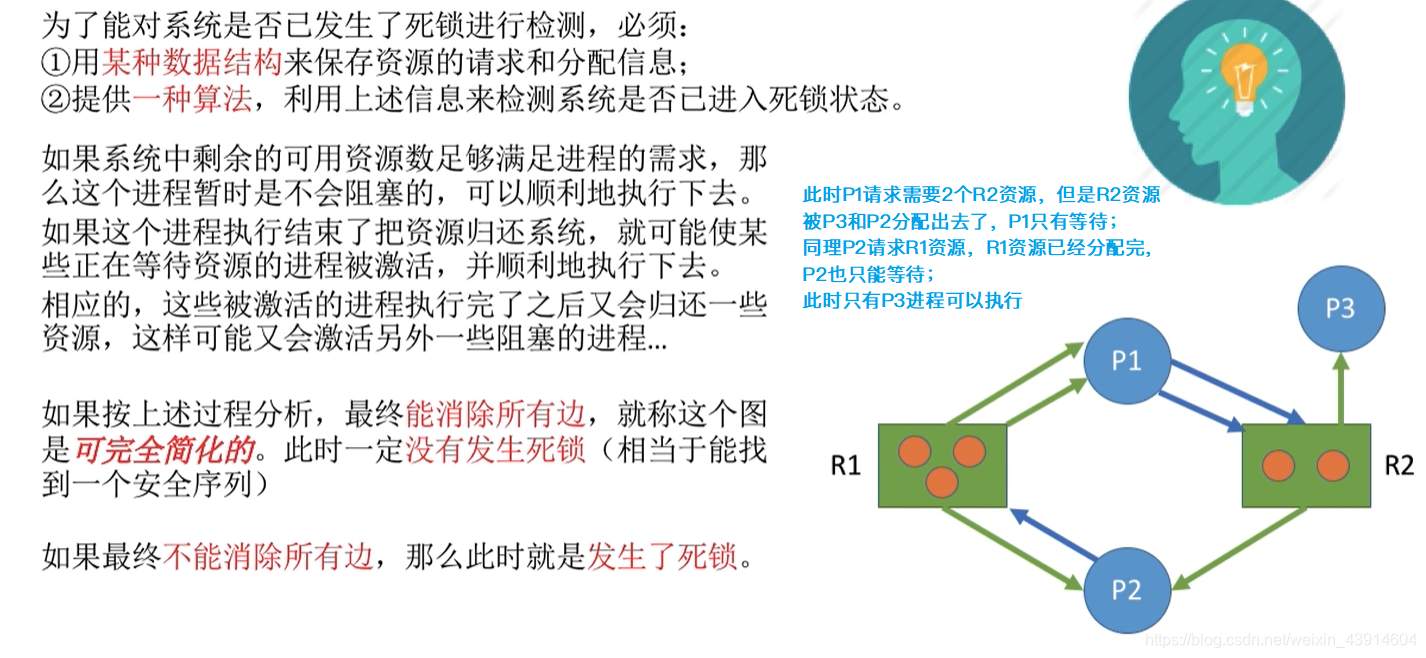 为了能对系统是否已发生了死锁进行检测，必须：
①用某种数据结构来保存资源的请求和分配信息；
②提供一种算法，利用上述信息来检测系统是否已进入死锁状态。
如果系统中剩余的可用资源数足够满足进程的需求，那
么这个进程暂时是不会阻塞的，可以顺利地执行下去。
如果这个进程执行结束了把资源归还系统，就可能使某
些正在等待资源的进程被激活，并顺利地执行下去。
相应的，这些被激活的进程执行完了之后又会归还一些
资源，这样可能又会激活另外一些阻塞的进程...
如果按上述过程分析，最终能消除所有边，就称这个图
是可完全简化的。此时一定没有发生死锁（相当于能找
到一个安全序列）
如果最终不能消除所有边，那么此时就是发生了死锁。
此时P1请求需要2个R2资源，但是R2资源
被P3和P2分配出去了，P1只有等待；
同理P2请求R1资源，R1资源已经分配完，
P2也只能等待；
此时只有P3进程可以执行
P3
P1
R1
R2
P2
https://blog.csdn.net/weixin_43914604